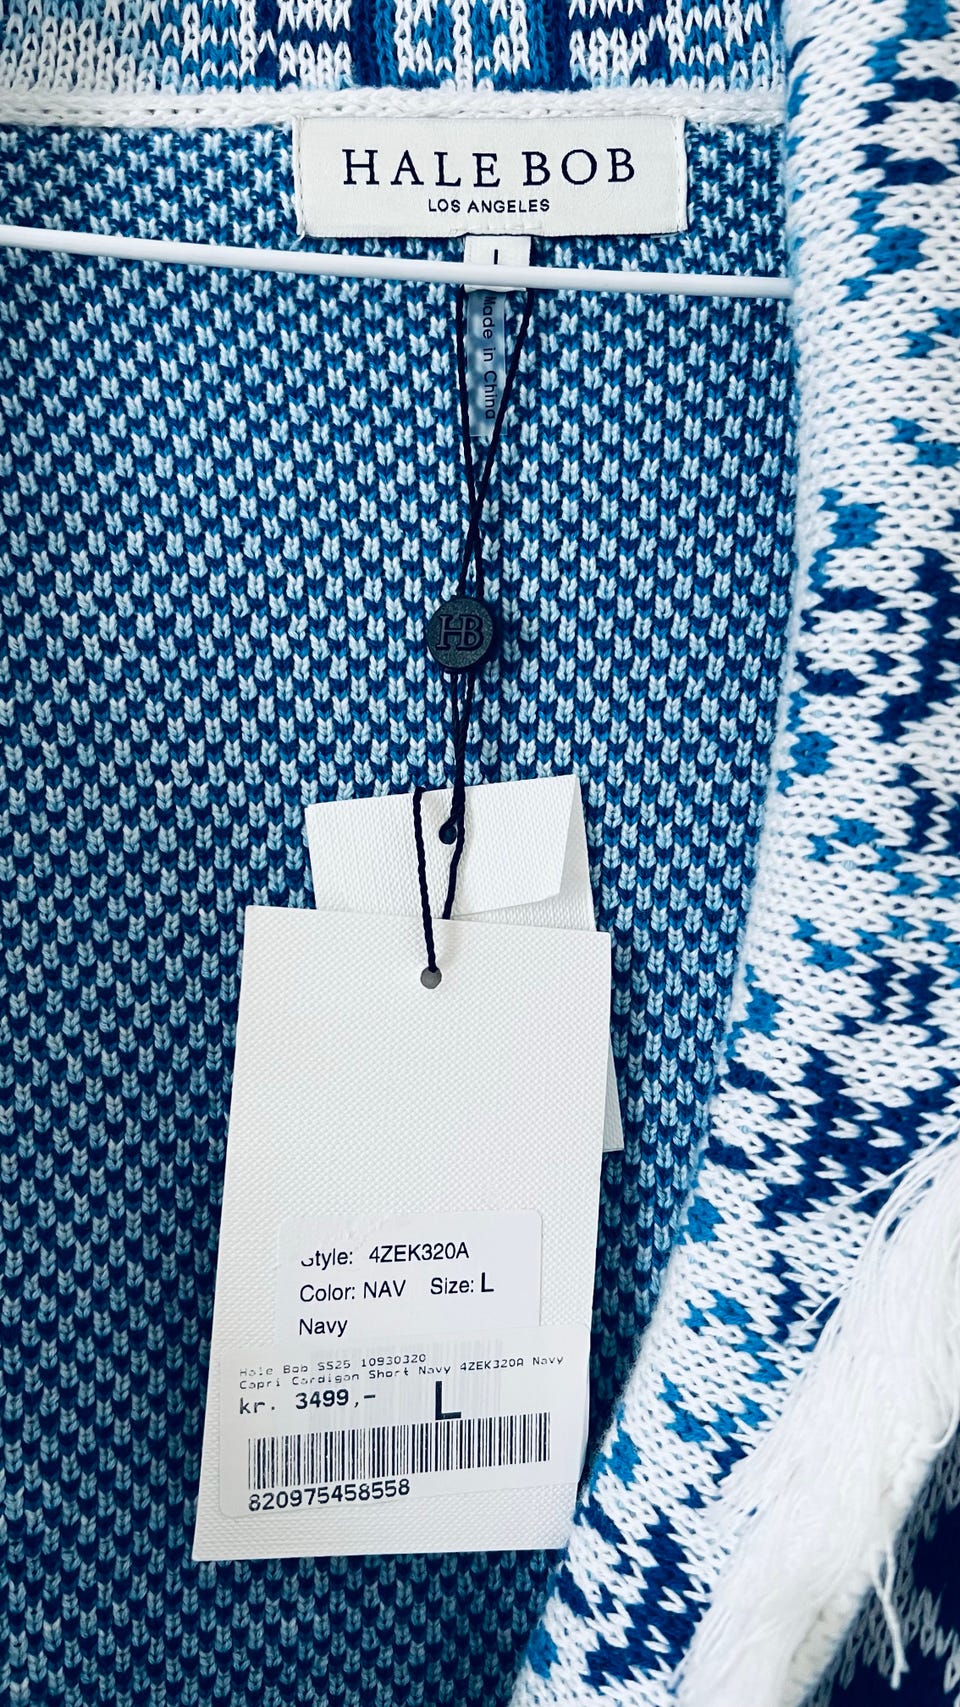 HALE BOB
LOS ANGELES
L
Made in China
HB
Style: 4ZEK320A
Color: NAV Size: L
Navy
Hale Bob SS25 10930320
Capri Cardigan Short Navy 4ZEK320A Navy
kr. 3499,- L
820975458558